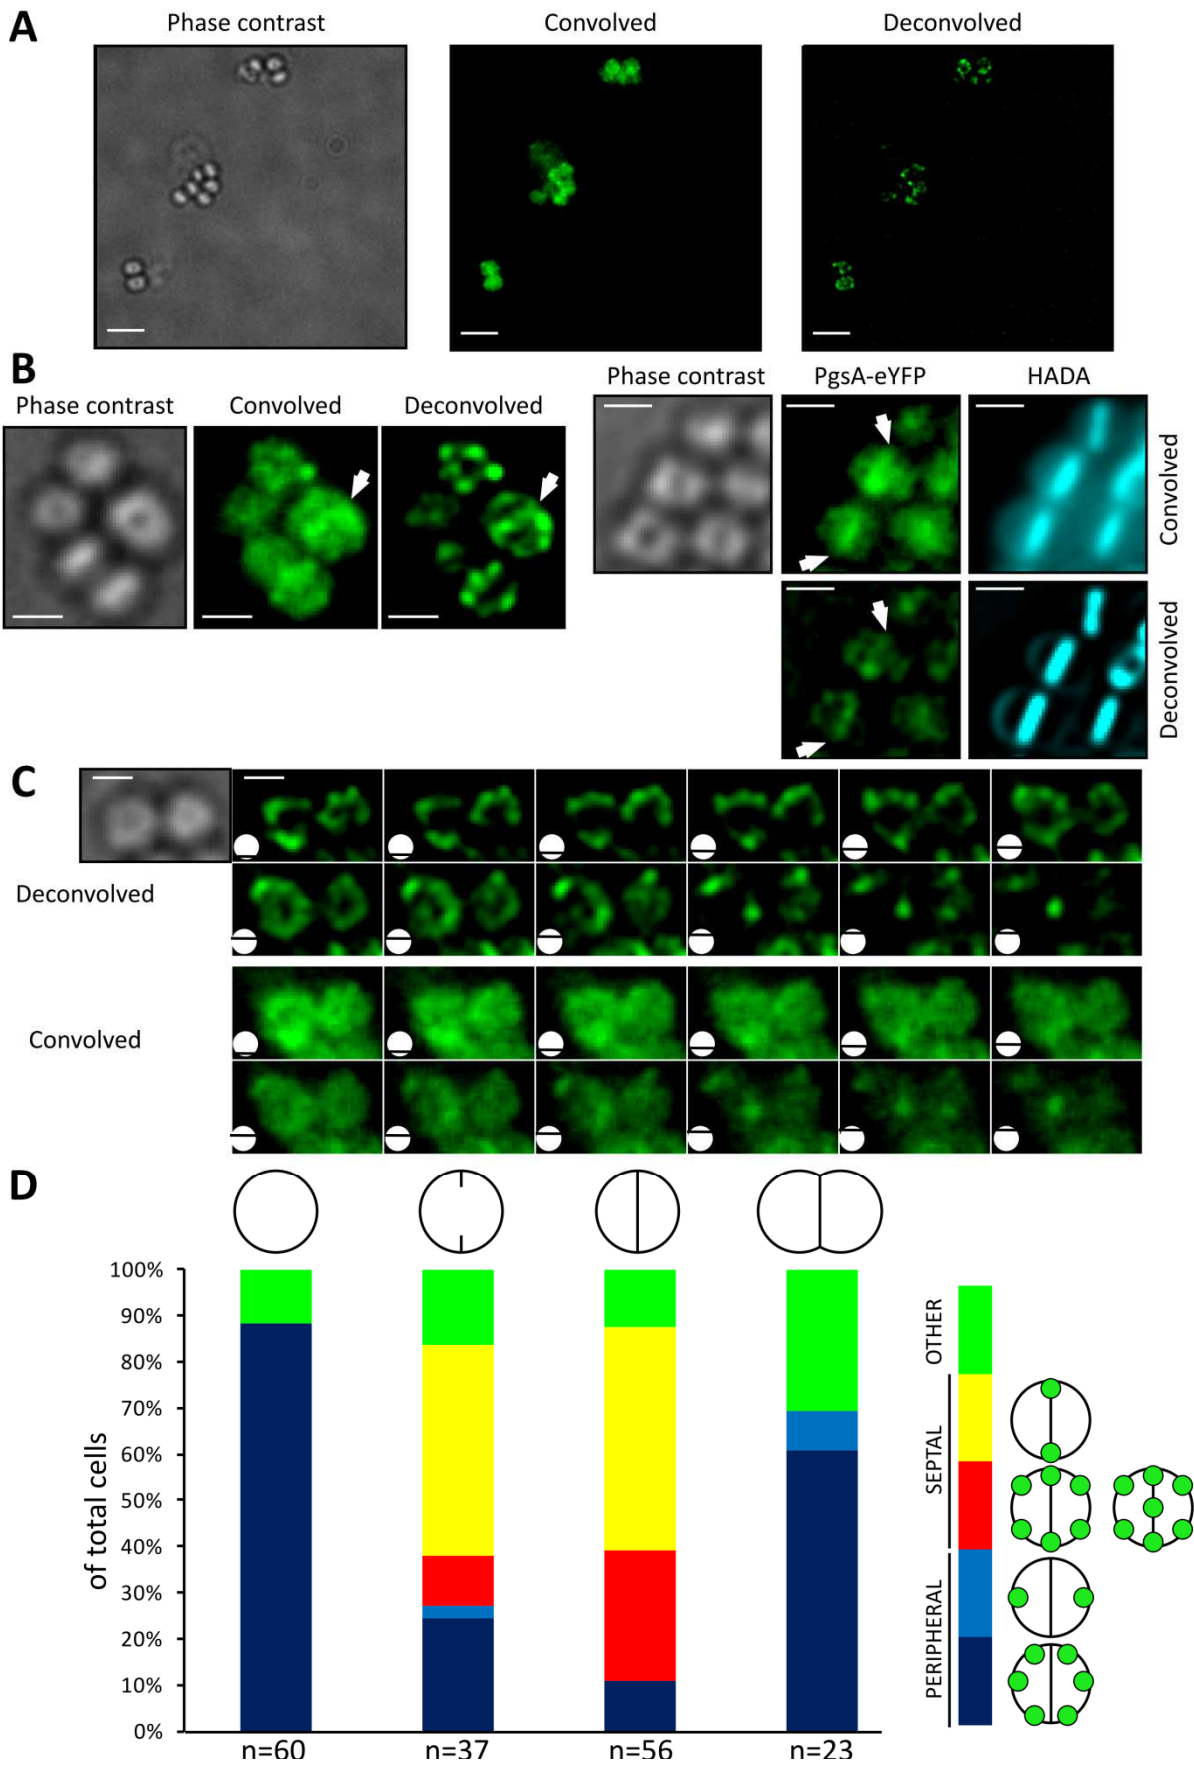 A
Phase contrast
Convolved
Deconvolved
B
Phase contrast
Convolved
Deconvolved
Phase contrast
PgsA-eYFP
HADA
Convolved
Deconvolved
C
Deconvolved
Convolved
D
of total cells
100%
90%
80%
70%
60%
50%
40%
30%
20%
10%
0%
n=60
n=37
n=56
n=23
OTHER
SEPTAL
PERIPHERAL